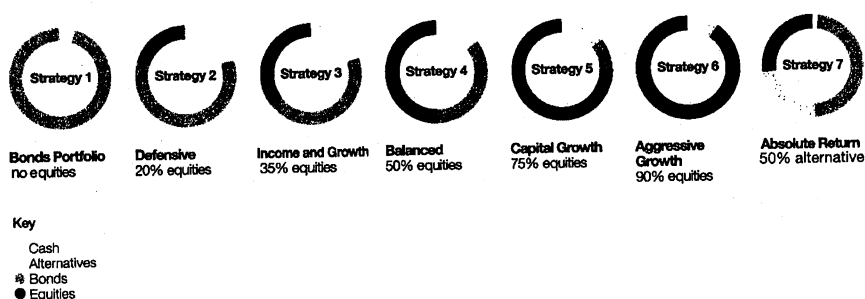 Strategy 1
Strategy 2
Strategy 3
Strategy 4
Strategy 5
Strategy 6
Strategy 7
Bonds Portfolio
no equities
Defensive
20% equities
Income and Growth
35% equities
Balanced
50% equities
Capital Growth
75% equities
Aggressive
Growth
90% equities
Absolute Return
50% alternative
Key
Cash
Alternatives
Bonds
Equities